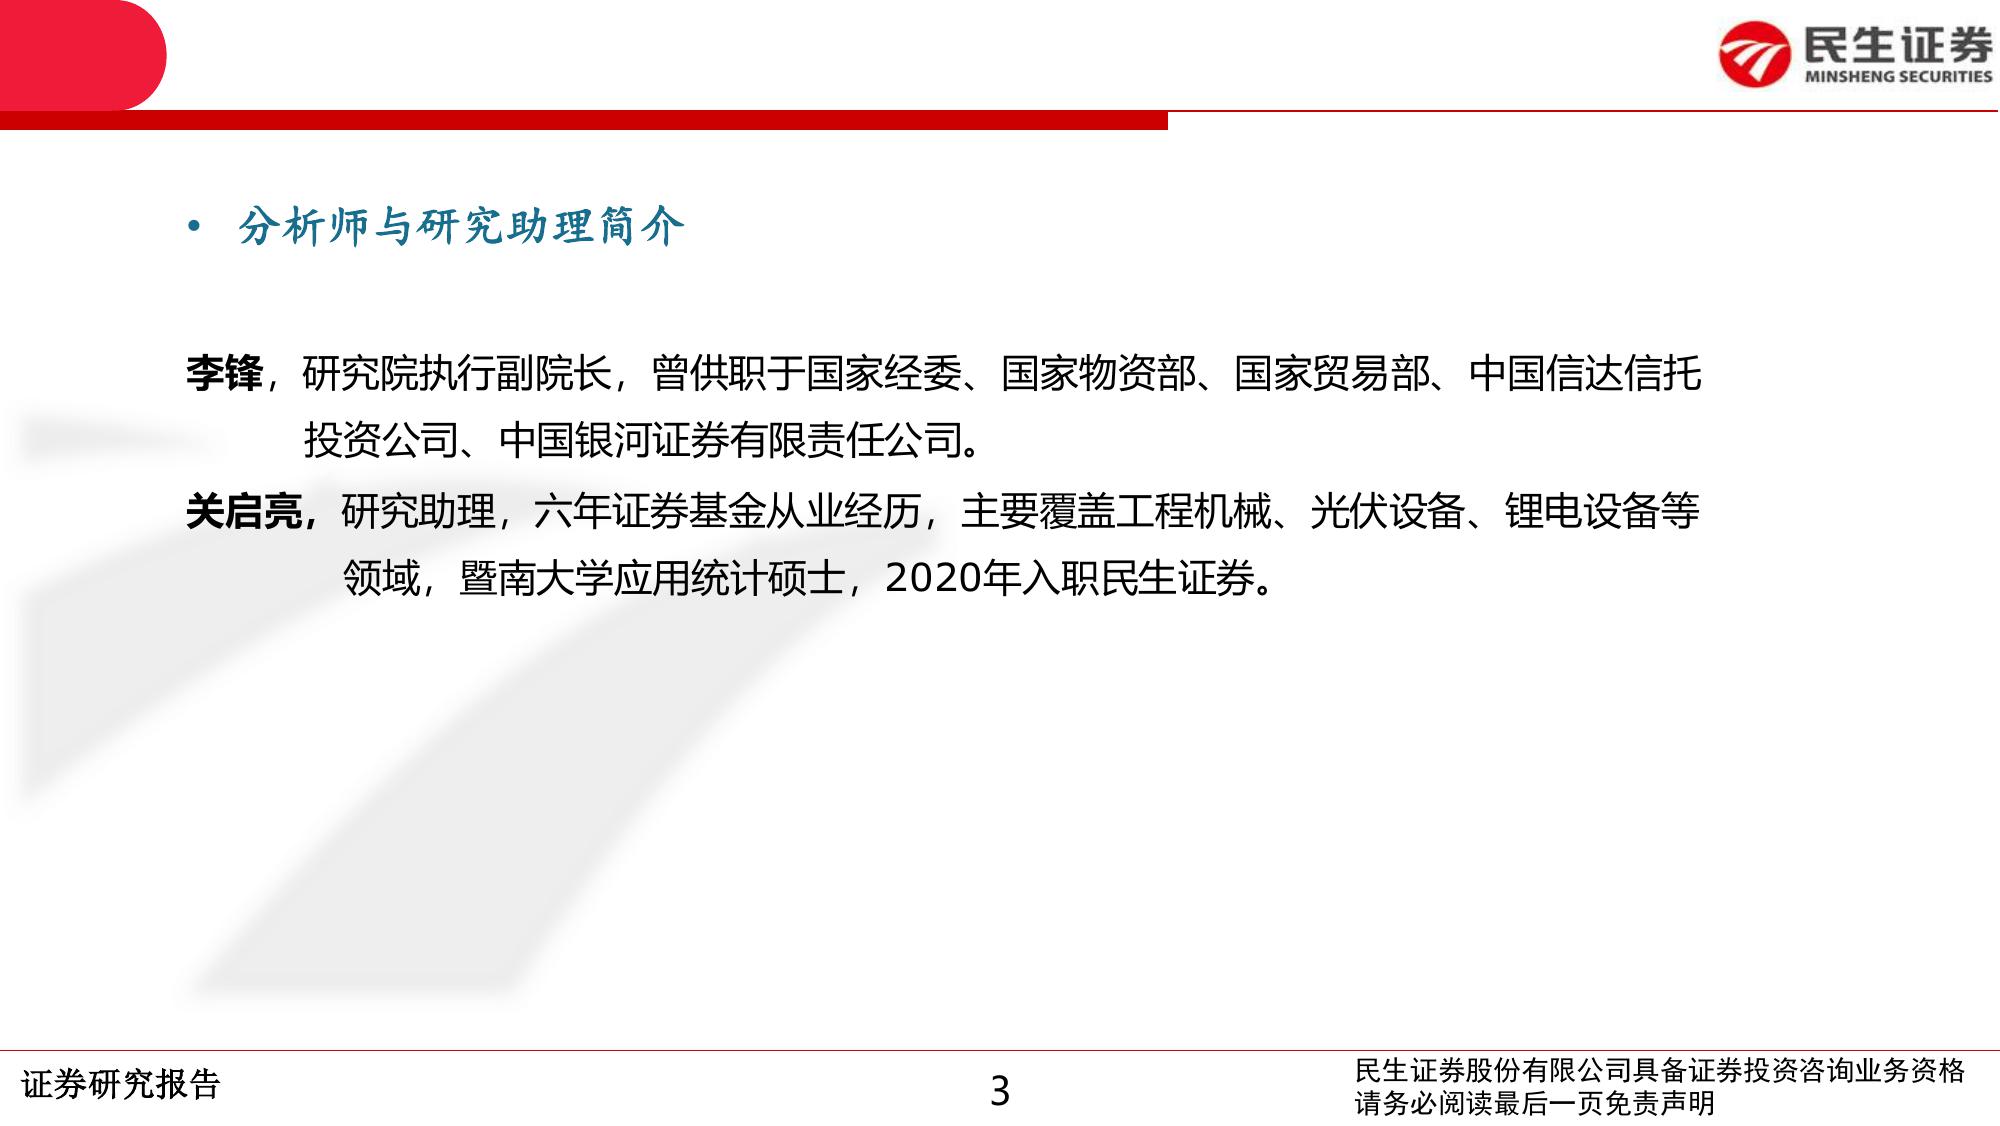 民生证券
MINSHENG SECURITIES
• 分析师与研究助理简介
李锋，研究院执行副院长，曾供职于国家经委、国家物资部、国家贸易部、中国信达信托
投资公司、中国银河证券有限责任公司。
关启亮，研究助理，六年证券基金从业经历，主要覆盖工程机械、光伏设备、锂电设备等
领域，暨南大学应用统计硕士，2020年入职民生证券。
证券研究报告
3
民生证券股份有限公司具备证券投资咨询业务资格
请务必阅读最后一页免责声明